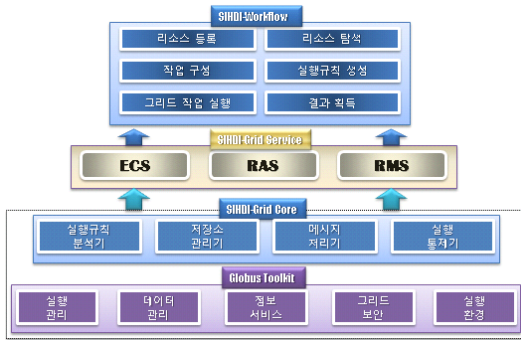 SIHDI-Workflow
리소스 등록
리소스 탐색
작업 구성
실행규칙 생성
그리드 작업 실행
결과 획득
SIHDI-Grid Service
ECS
RAS
RMS
SIHDI-Grid Core
실행규칙
분석기
저장소
관리기
메시지
처리기
실행
통제기
Globus Toolkit
실행
관리
데이터
관리
정보
서비스
그리드
보안
실행
환경